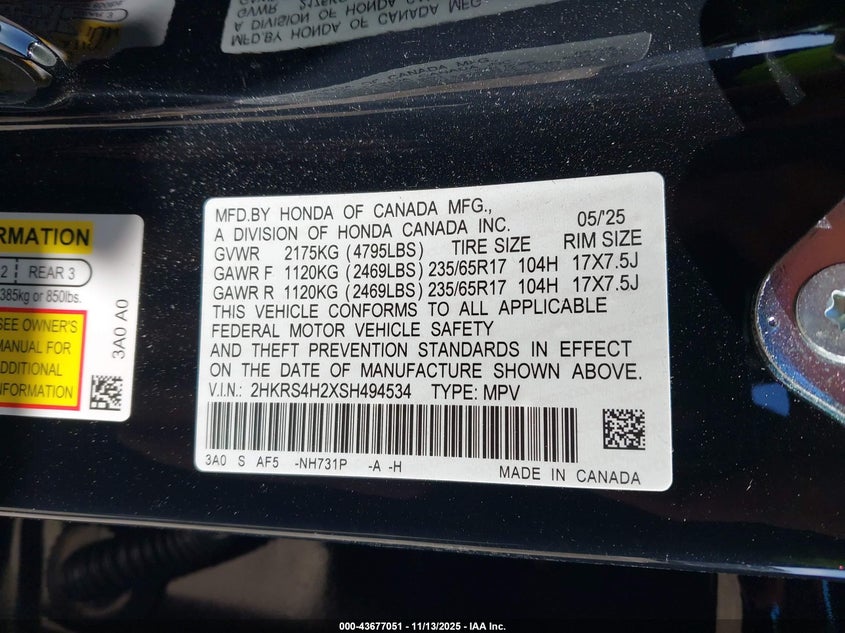 MFD.BY HONDA OF CANADA MFG.,
A DIVISION OF HONDA CANADA INC. 05/'25
GVWR 2175KG (4795LBS) TIRE SIZE RIM SIZE
GAWR F 1120KG (2469LBS) 235/65R17 104H 17X7.5J
GAWR R 1120KG (2469LBS) 235/65R17 104H 17X7.5J
THIS VEHICLE CONFORMS TO ALL APPLICABLE
FEDERAL MOTOR VEHICLE SAFETY
AND THEFT PREVENTION STANDARDS IN EFFECT
ON THE DATE OF MANUFACTURE SHOWN ABOVE.
V.I.N.: 2HKRS4H2XSH494534 TYPE: MPV
3A0 S AF5 -NH731P -A -H
MADE IN CANADA
RMATION
2 REAR 3
385kg or 850lbs.
SEE OWNER'S
MANUAL FOR
ADDITIONAL
INFORMATION
3A0 A0
000-43677051 - 11/13/2025 - IAA Inc.